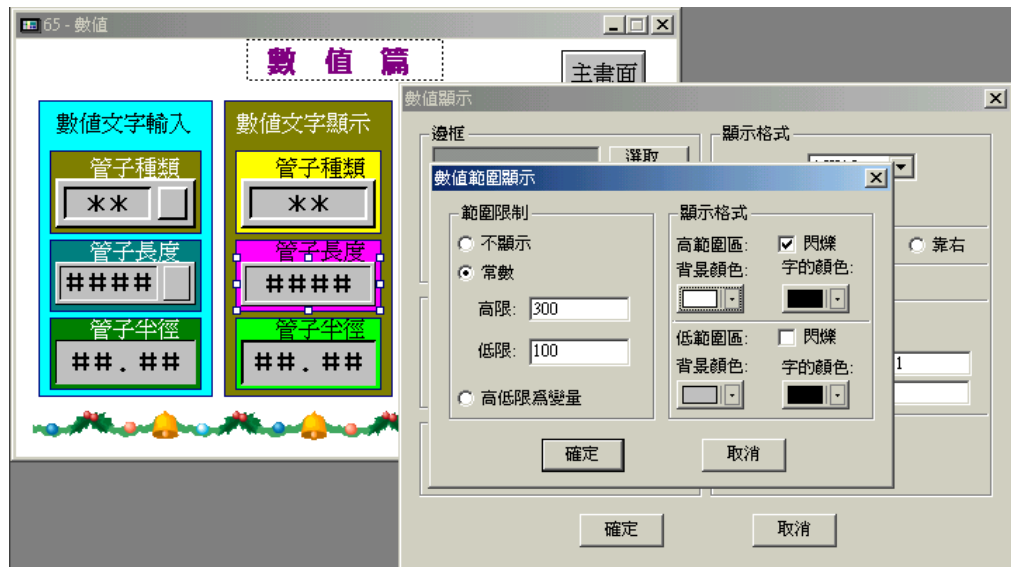 65 - 數值
數 值 篇
主畫面
數值文字輸入
管子種類
**
管子長度
####
管子半徑
##.##
數值文字顯示
管子種類
**
管子長度
####
管子半徑
##.##
數值顯示
邊框
選取
顯示格式
靠右
1
數值範圍顯示
範圍限制
不顯示
常數
高限: 300
低限: 100
高低限為變量
顯示格式
高範圍區: 閃爍
背景顏色: 字的顏色:
低範圍區: 閃爍
背景顏色: 字的顏色:
確定 取消
確定 取消